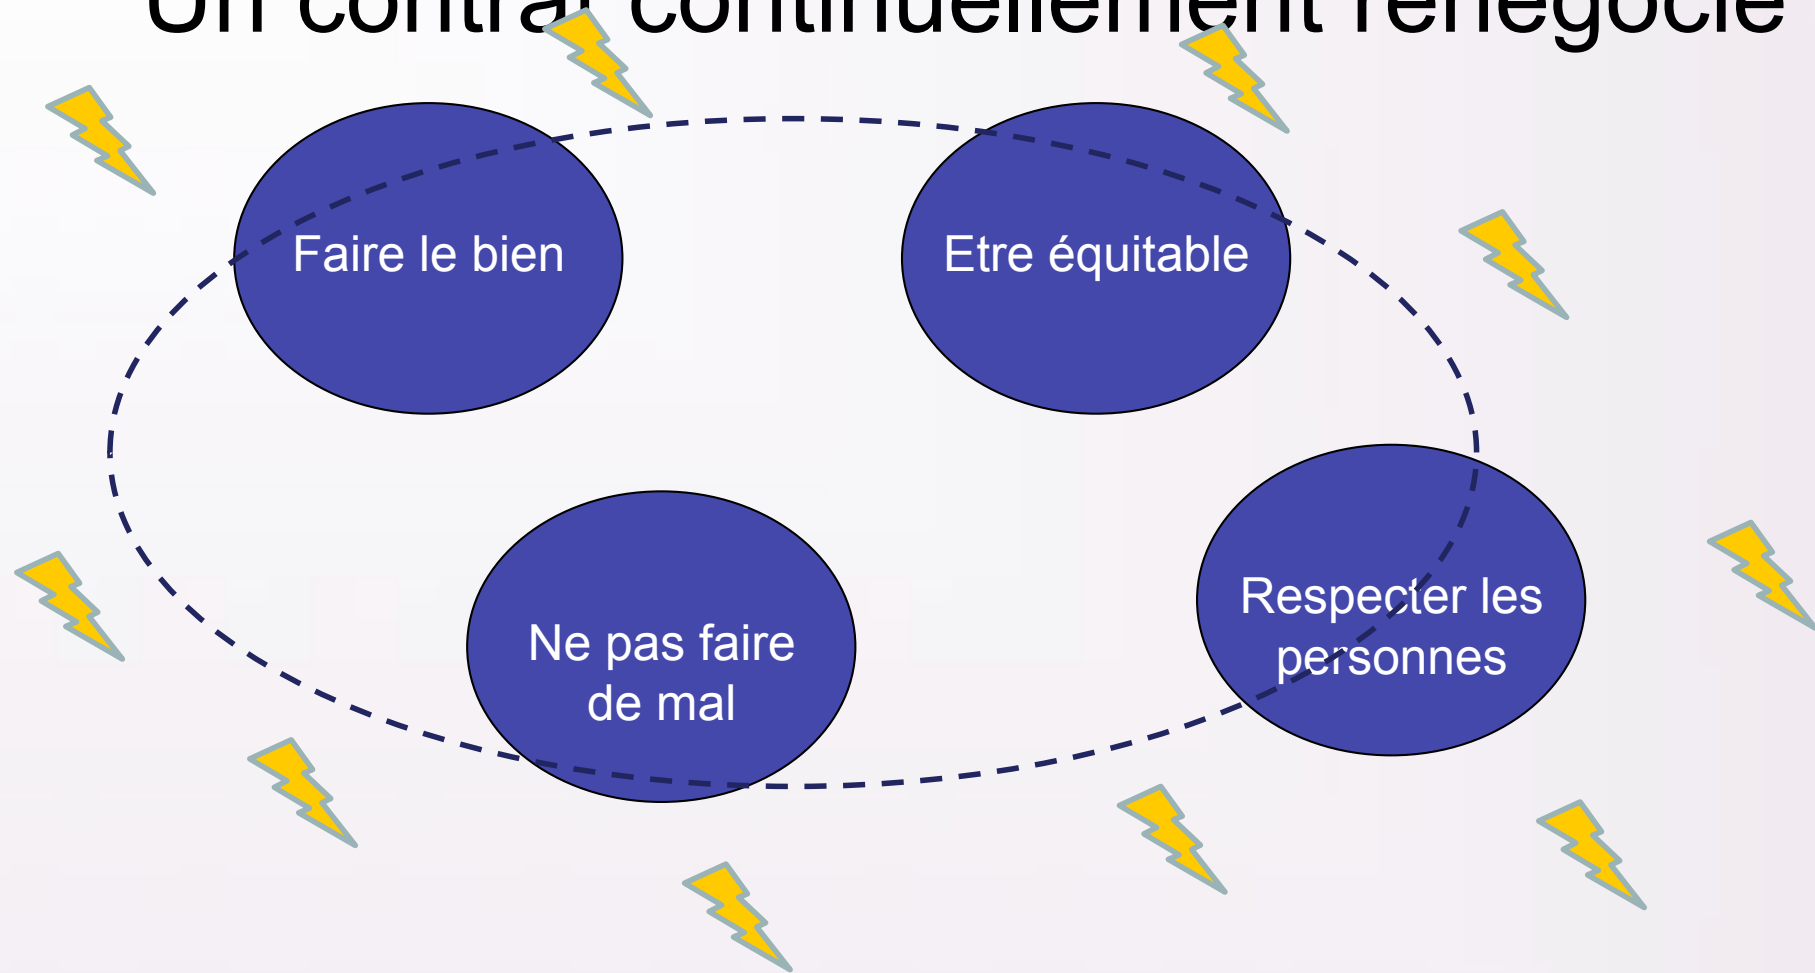 Un contrat continuellement renégocié
Faire le bien
Etre équitable
Ne pas faire
de mal
Respecter les
personnes